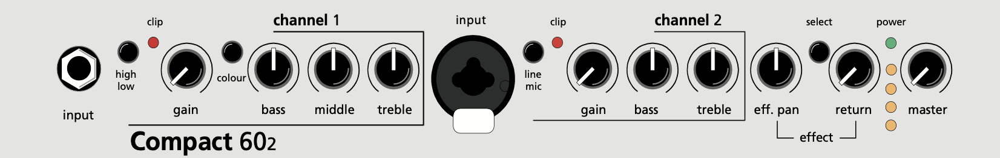 channel 1
clip
high
low
colour
input
gain
bass
middle
treble
Compact 602
input
channel 2
clip
line
mic
gain
bass
treble
select
power
eff. pan
return
master
effect